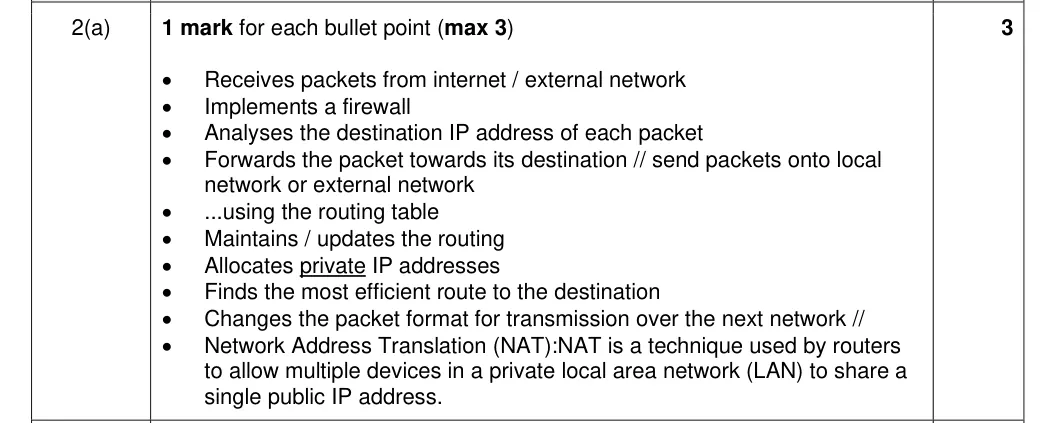 2(a) 1 mark for each bullet point (max 3) 3
• Receives packets from internet / external network
• Implements a firewall
• Analyses the destination IP address of each packet
• Forwards the packet towards its destination // send packets onto local
network or external network
• ...using the routing table
• Maintains / updates the routing
• Allocates private IP addresses
• Finds the most efficient route to the destination
• Changes the packet format for transmission over the next network //
• Network Address Translation (NAT):NAT is a technique used by routers
to allow multiple devices in a private local area network (LAN) to share a
single public IP address.